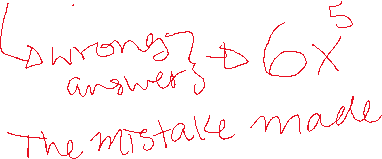 ↳ wrong answer} → 6x⁵
The mistake made